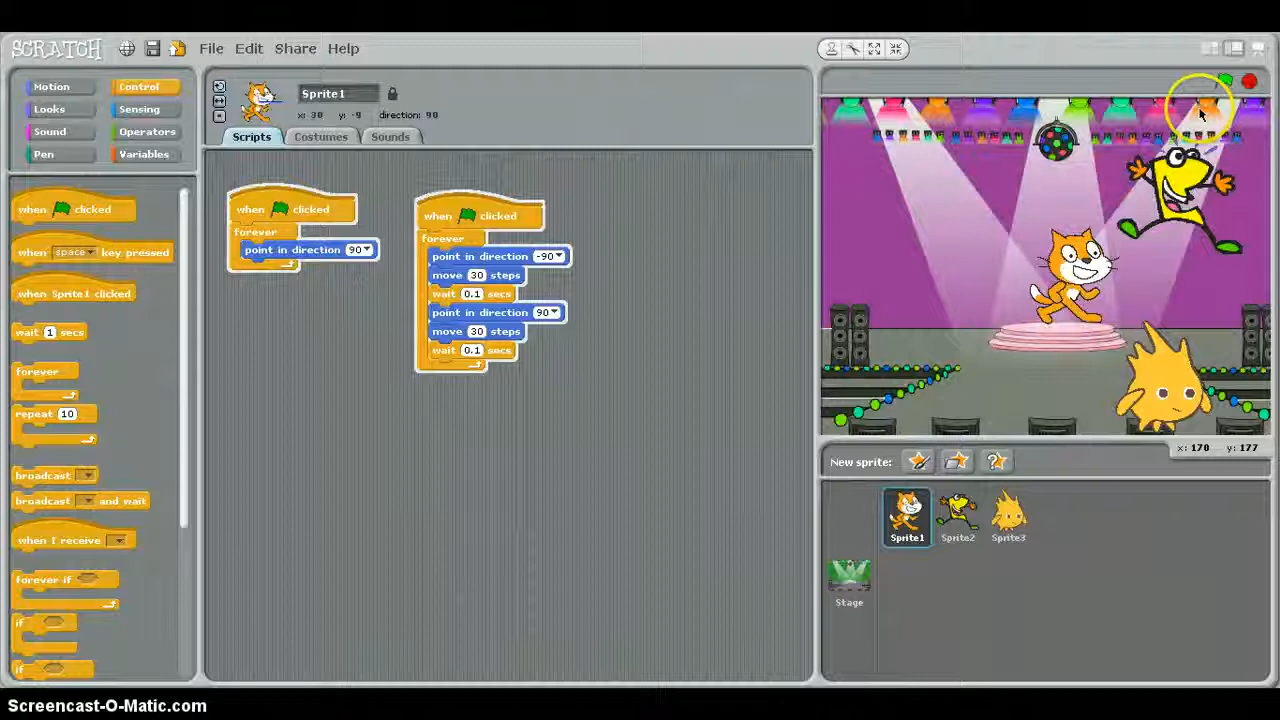 SCRATCH File Edit Share Help
Motion Control
Looks Sensing
Sound Operators
Pen Variables
when clicked
when space key pressed
when Sprite1 clicked
wait 1 secs
forever
repeat 10
broadcast
broadcast and wait
when I receive
forever if
if
if
Sprite1
x: 30 y: -9 direction: 90
Scripts Costumes Sounds
when clicked
forever
point in direction 90
when clicked
forever
point in direction -90
move 30 steps
wait 0.1 secs
point in direction 90
move 30 steps
wait 0.1 secs
x: 170 y: 177
New sprite:
Sprite1 Sprite2 Sprite3
Stage
Screencast-O-Matic.com